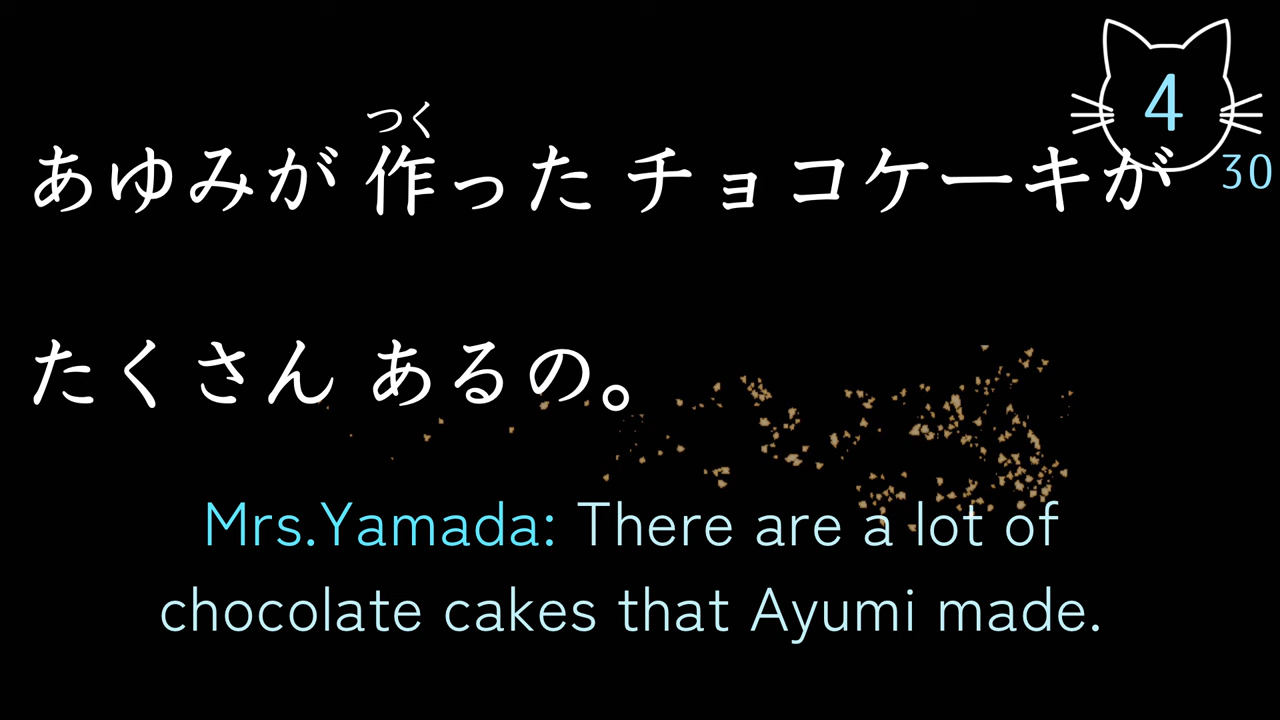 4
30
つく
あゆみが 作った チョコケーキが
たくさん あるの。
Mrs.Yamada: There are a lot of
chocolate cakes that Ayumi made.